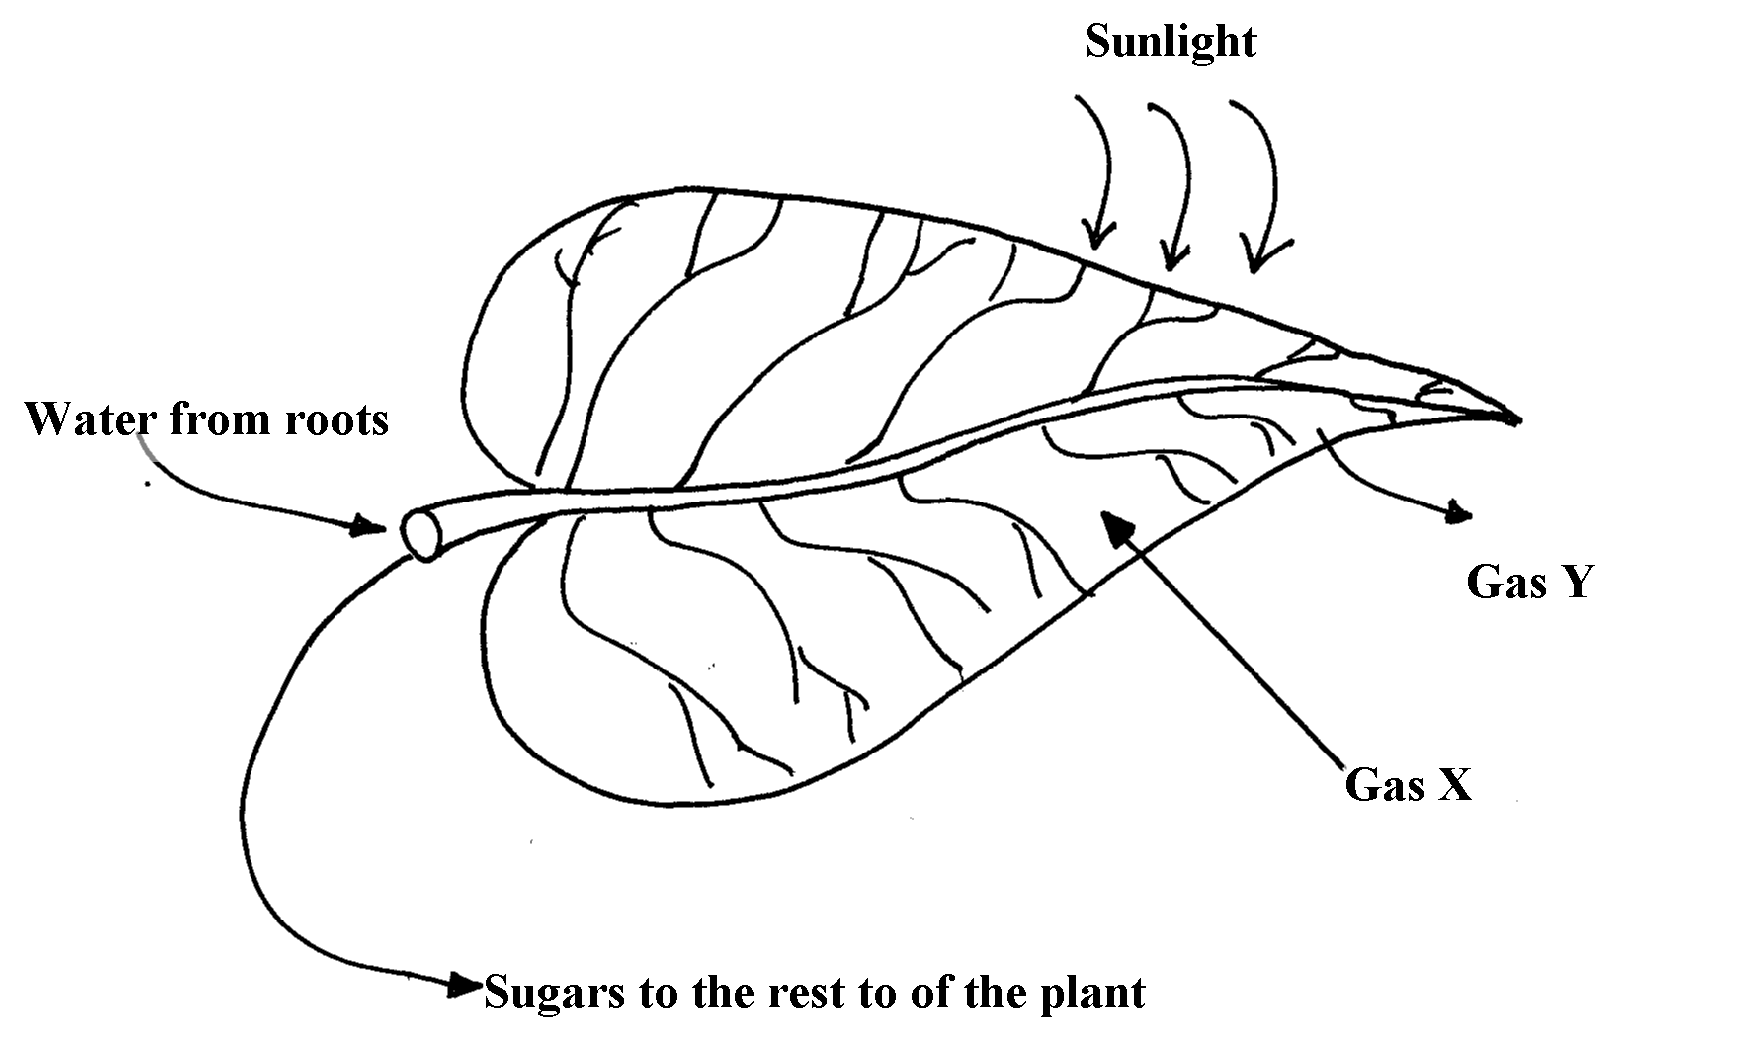 Sunlight
Water from roots
Gas Y
Gas X
Sugars to the rest to of the plant